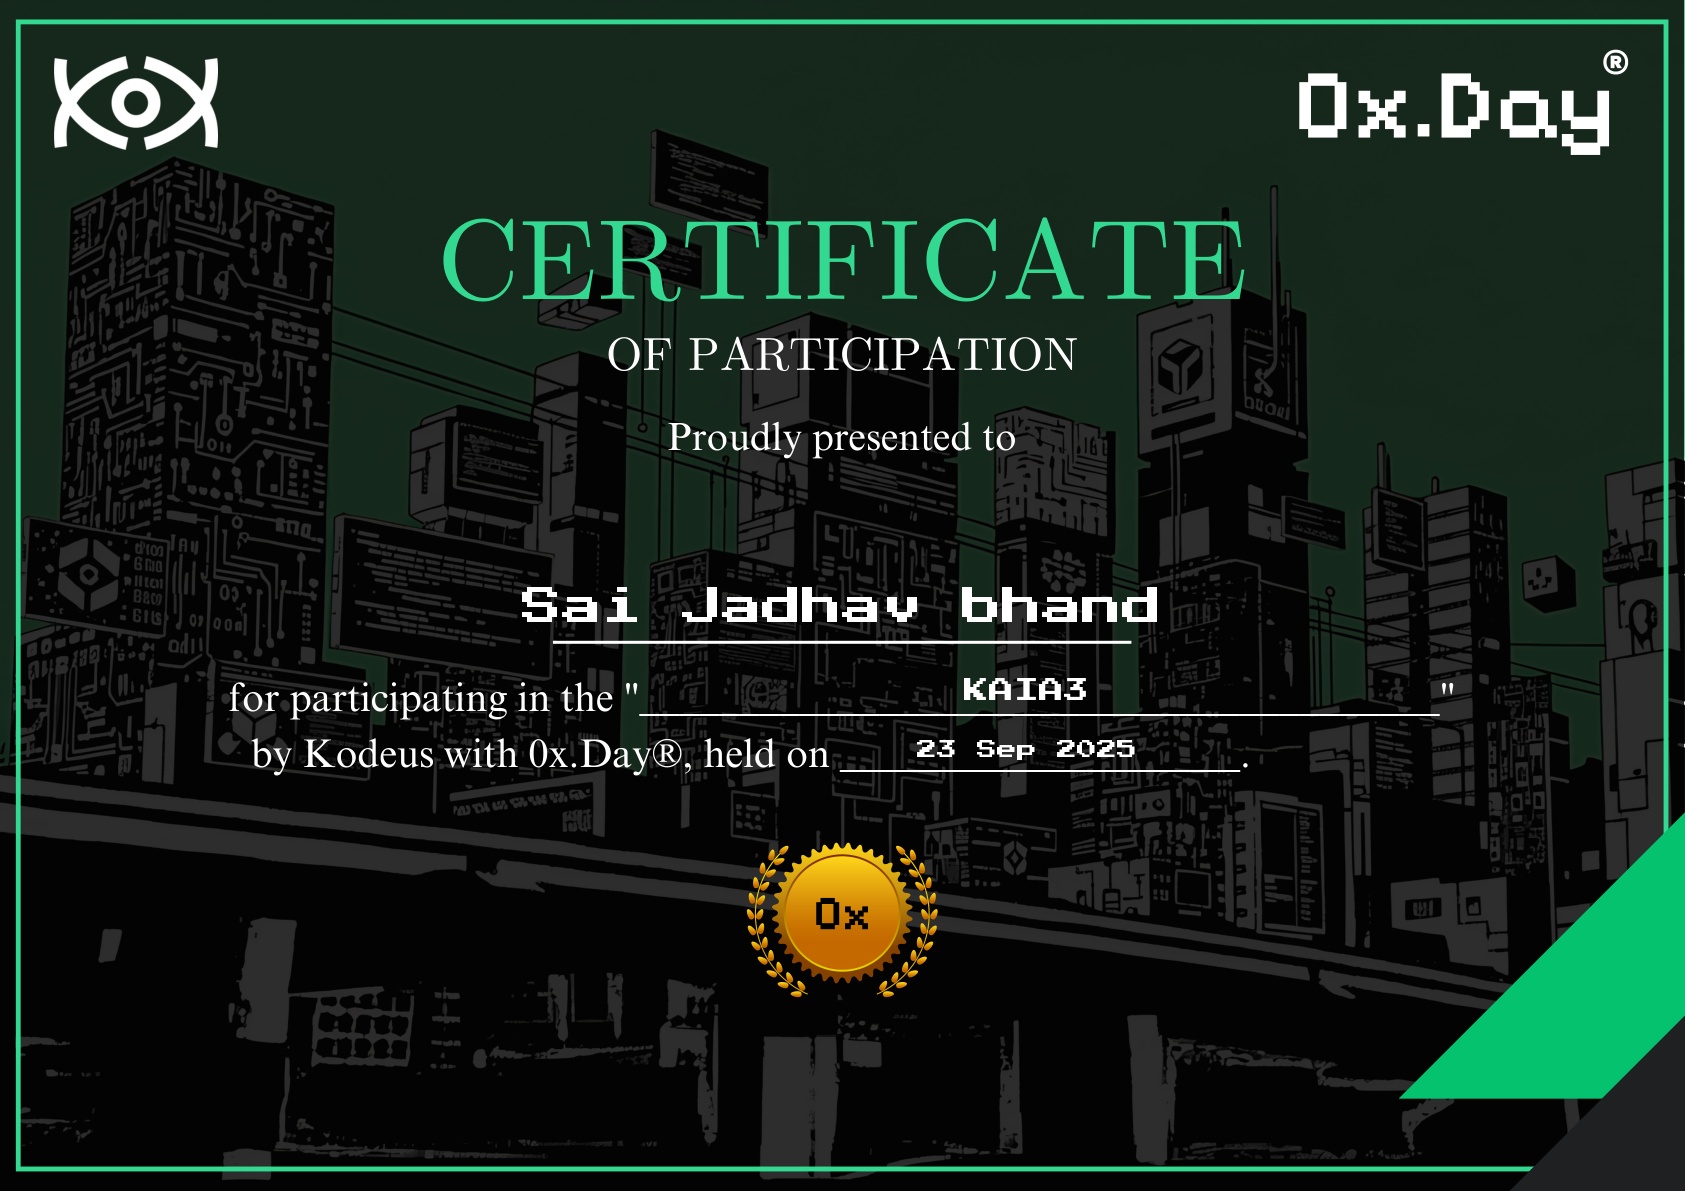 0x.Day®
CERTIFICATE
OF PARTICIPATION
Proudly presented to
Sai Jadhav bhand
for participating in the "KAIA3"
by Kodeus with 0x.Day®, held on 23 Sep 2025.
0x